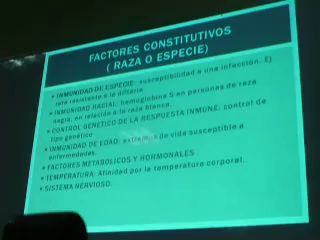 FACTORES CONSTITUTIVOS
( RAZA O ESPECIE)
• INMUNIDAD DE ESPECIE: susceptibilidad a una infección. Ej
rata resistente a la difteria
• INMUNIDAD RACIAL: hemoglobina S en personas de raza
negra, en relación a la raza blanca.
• CONTROL GENETICO DE LA RESPUESTA INMUNE: control de
tipo genético
• INMUNIDAD DE EDAD: extremos de vida susceptible a
enfermedades.
• FACTORES METABOLICOS Y HORMONALES .
• TEMPERATURA: Afinidad por la temperatura corporal.
• SISTEMA NERVIOSO.